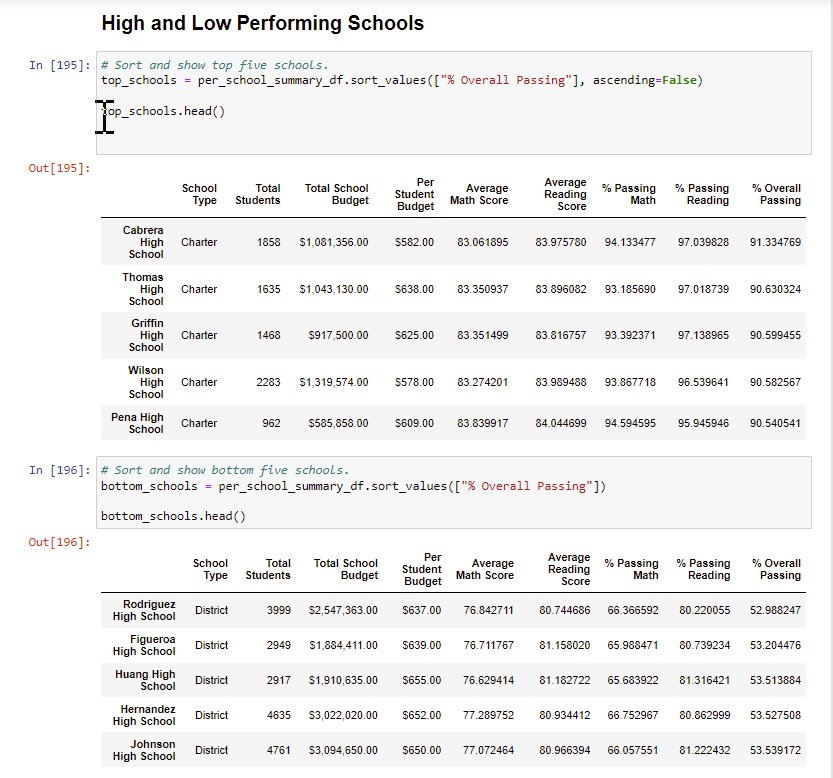 High and Low Performing Schools
In [195]: # Sort and show top five schools.
top_schools = per_school_summary_df.sort_values(["% Overall Passing"], ascending=False)
top_schools.head()
Out[195]:
School Type Total Students Total School Budget Per Student Budget Average Math Score Average Reading Score % Passing Math % Passing Reading % Overall Passing
Cabrera High School Charter 1858 $1,081,356.00 $582.00 83.061895 83.975780 94.133477 97.039828 91.334769
Thomas High School Charter 1635 $1,043,130.00 $638.00 83.350937 83.896082 93.185690 97.018739 90.630324
Griffin High School Charter 1468 $917,500.00 $625.00 83.351499 83.816757 93.392371 97.138965 90.599455
Wilson High School Charter 2283 $1,319,574.00 $578.00 83.274201 83.989488 93.867718 96.539641 90.582567
Pena High School Charter 962 $585,858.00 $609.00 83.839917 84.044699 94.594595 95.945946 90.540541
In [196]: # Sort and show bottom five schools.
bottom_schools = per_school_summary_df.sort_values(["% Overall Passing"])
bottom_schools.head()
Out[196]:
School Type Total Students Total School Budget Per Student Budget Average Math Score Average Reading Score % Passing Math % Passing Reading % Overall Passing
Rodriguez High School District 3999 $2,547,363.00 $637.00 76.842711 80.744686 66.366592 80.220055 52.988247
Figueroa High School District 2949 $1,884,411.00 $639.00 76.711767 81.158020 65.988471 80.739234 53.204476
Huang High School District 2917 $1,910,635.00 $655.00 76.629414 81.182722 65.683922 81.316421 53.513884
Hernandez High School District 4635 $3,022,020.00 $652.00 77.289752 80.934412 66.752967 80.862999 53.527508
Johnson High School District 4761 $3,094,650.00 $650.00 77.072464 80.966394 66.057551 81.222432 53.539172